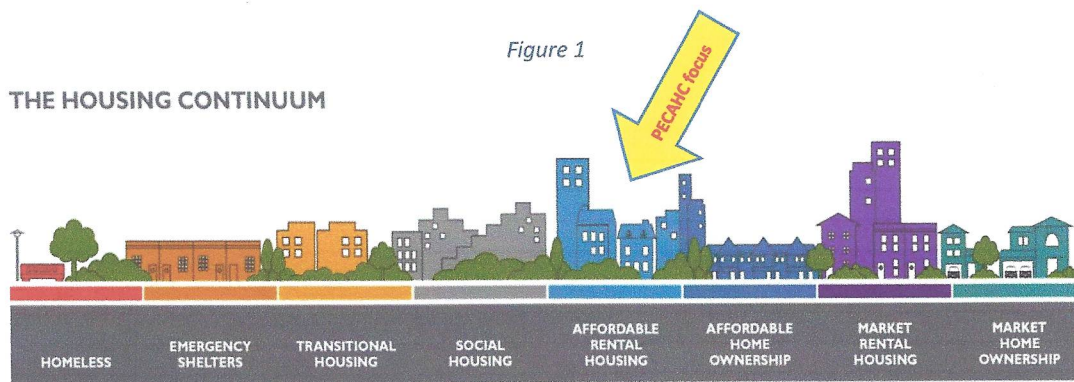 Figure 1
PECAHC focus
THE HOUSING CONTINUUM
HOMELESS
EMERGENCY
SHELTERS
TRANSITIONAL
HOUSING
SOCIAL
HOUSING
AFFORDABLE
RENTAL
HOUSING
AFFORDABLE
HOME
OWNERSHIP
MARKET
RENTAL
HOUSING
MARKET
HOME
OWNERSHIP